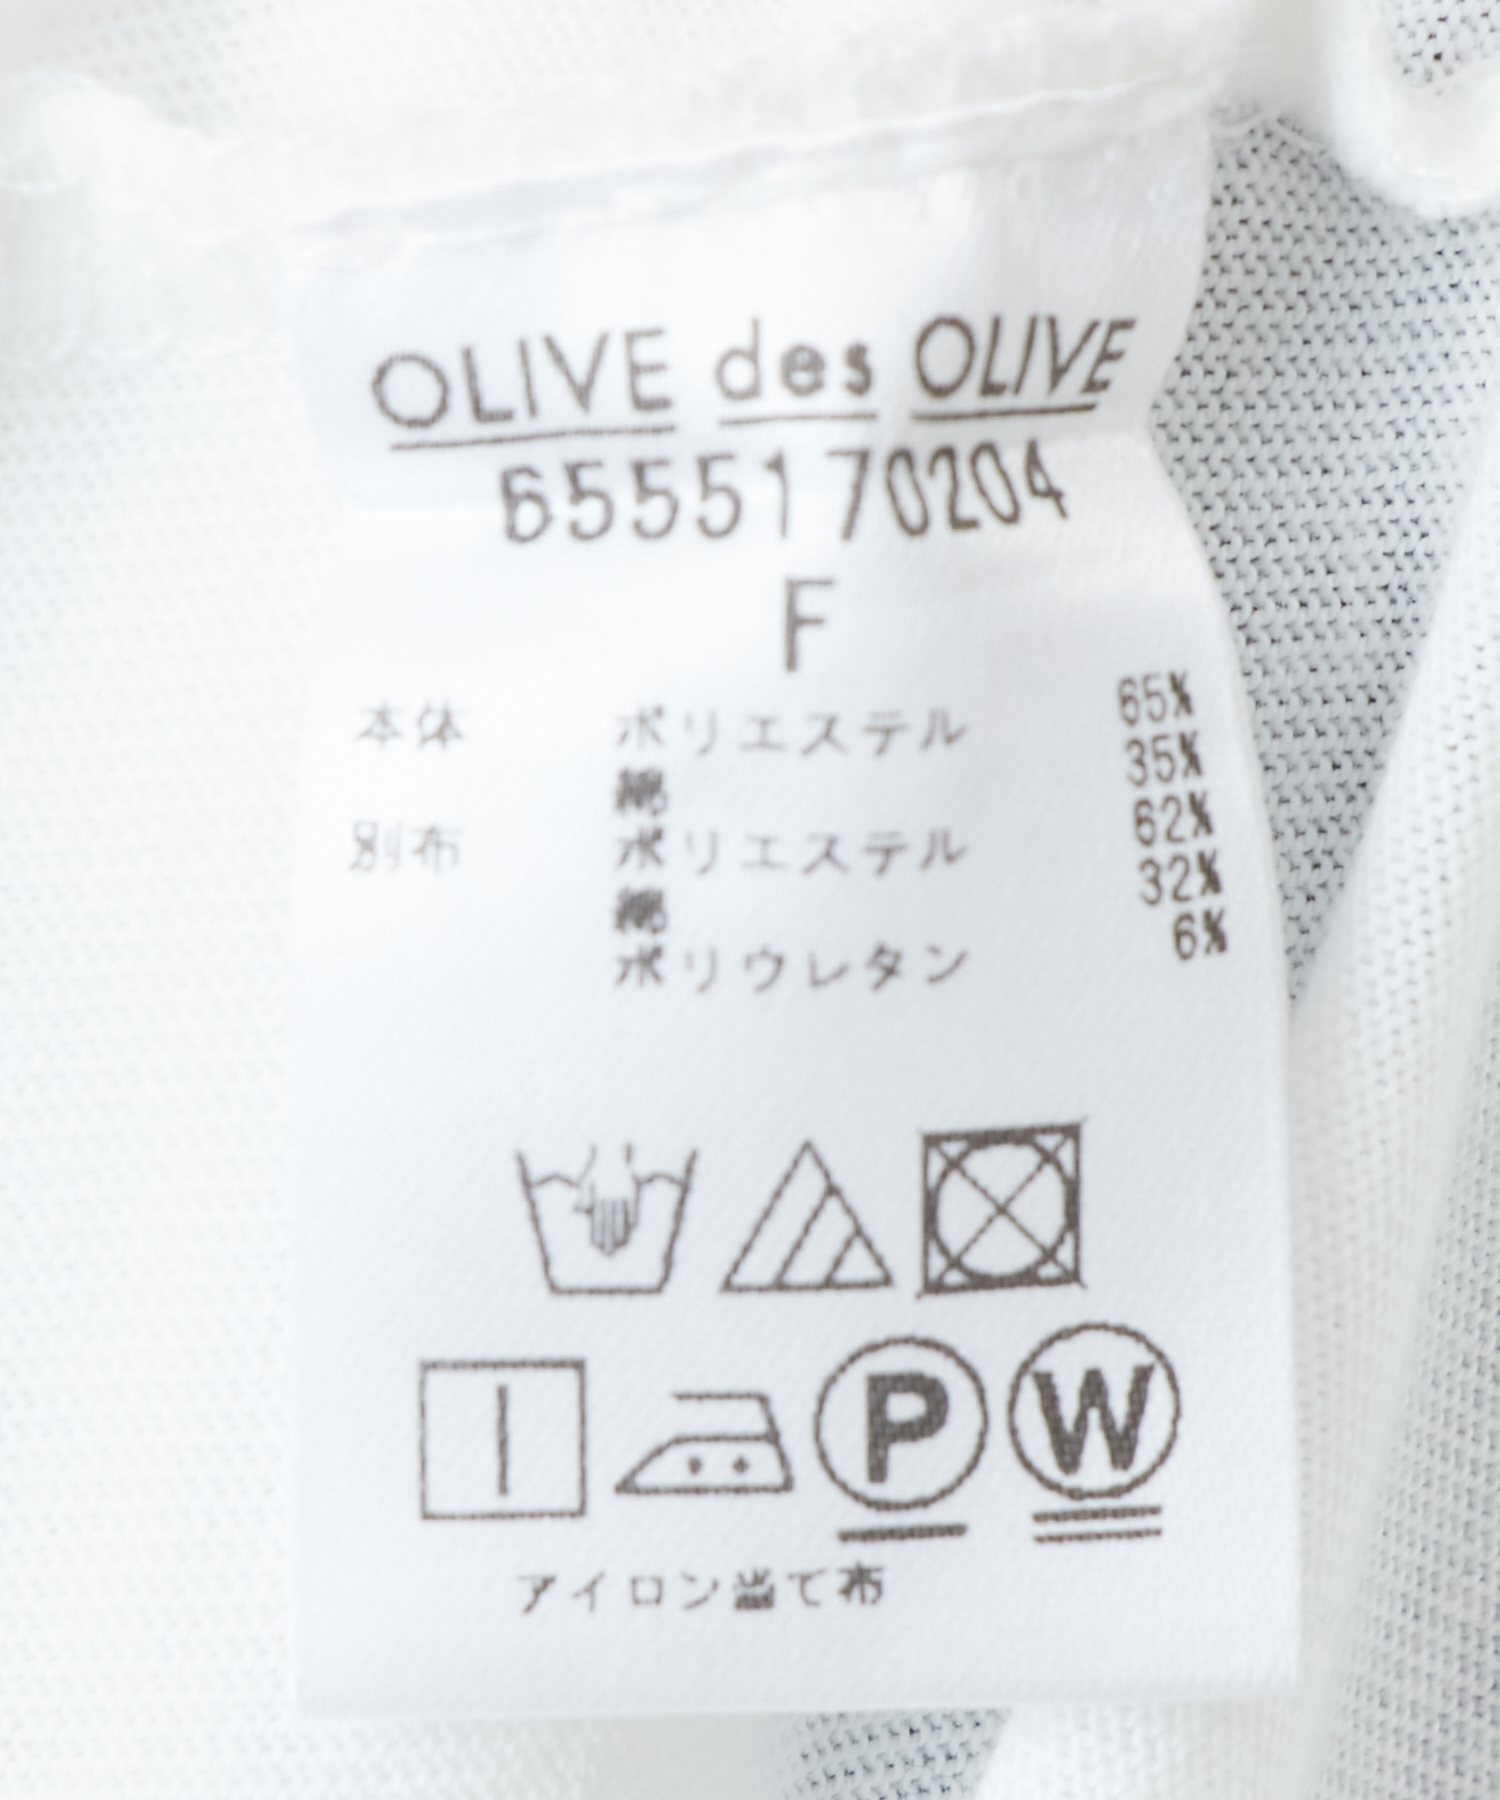 OLIVE des OLIVE
6555170204
F
本体 ポリエステル 65%
綿 35%
別布 ポリエステル 62%
綿 32%
ポリウレタン 6%
P W
アイロン当て布